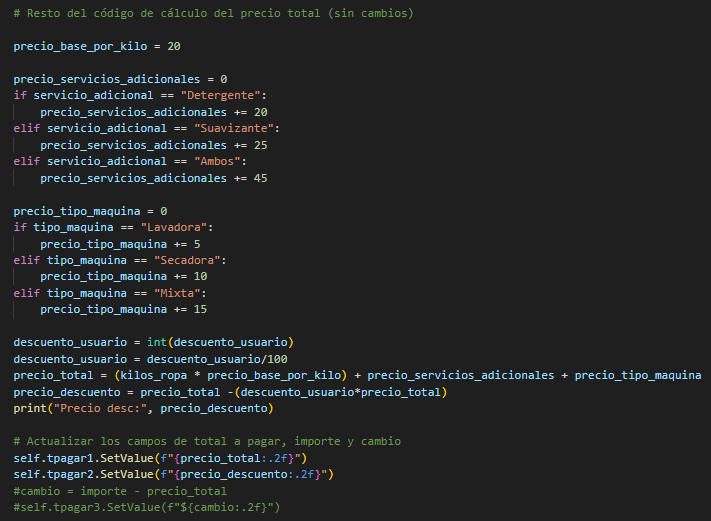 # Resto del código de cálculo del precio total (sin cambios)
precio_base_por_kilo = 20
precio_servicios_adicionales = 0
if servicio_adicional == "Detergente":
    precio_servicios_adicionales += 20
elif servicio_adicional == "Suavizante":
    precio_servicios_adicionales += 25
elif servicio_adicional == "Ambos":
    precio_servicios_adicionales += 45
precio_tipo_maquina = 0
if tipo_maquina == "Lavadora":
    precio_tipo_maquina += 5
elif tipo_maquina == "Secadora":
    precio_tipo_maquina += 10
elif tipo_maquina == "Mixta":
    precio_tipo_maquina += 15
descuento_usuario = int(descuento_usuario)
descuento_usuario = descuento_usuario/100
precio_total = (kilos_ropa * precio_base_por_kilo) + precio_servicios_adicionales + precio_tipo_maquina
precio_descuento = precio_total -(descuento_usuario*precio_total)
print("Precio desc:", precio_descuento)
# Actualizar los campos de total a pagar, importe y cambio
self.tpagar1.SetValue(f"{precio_total:.2f}")
self.tpagar2.SetValue(f"{precio_descuento:.2f}")
#cambio = importe - precio_total
#self.tpagar3.SetValue(f"${cambio:.2f}")